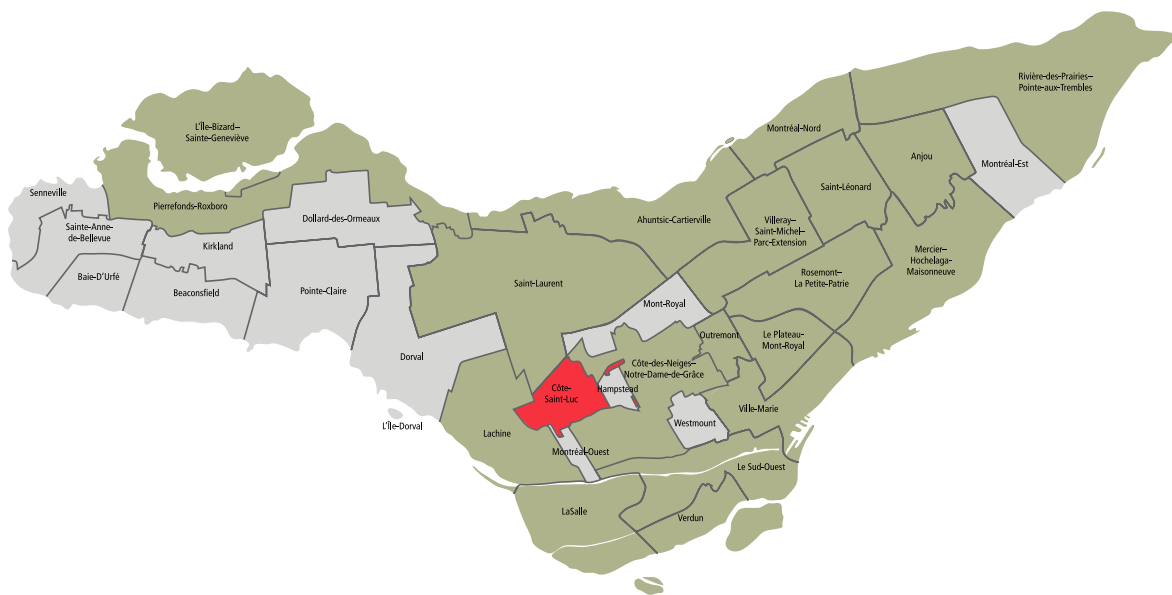 Rivière-des-Prairies–
Pointe-aux-Trembles
L'Île-Bizard–
Sainte-Geneviève
Montréal-Nord
Anjou
Montréal-Est
Saint-Léonard
Senneville
Pierrefonds-Roxboro
Dollard-des-Ormeaux
Ahuntsic-Cartierville
Villeray–
Saint-Michel–
Parc-Extension
Sainte-Anne-
de-Bellevue
Kirkland
Mercier–
Hochelaga-
Maisonneuve
Baie-D'Urfé
Beaconsfield
Pointe-Claire
Saint-Laurent
Rosemont–
La Petite-Patrie
Mont-Royal
Dorval
Outremont
Le Plateau-
Mont-Royal
Côte-des-Neiges–
Notre-Dame-de-Grâce
Côte-
Saint-Luc
Hampstead
L'Île-Dorval
Lachine
Westmount
Ville-Marie
Montréal-Ouest
Le Sud-Ouest
LaSalle
Verdun